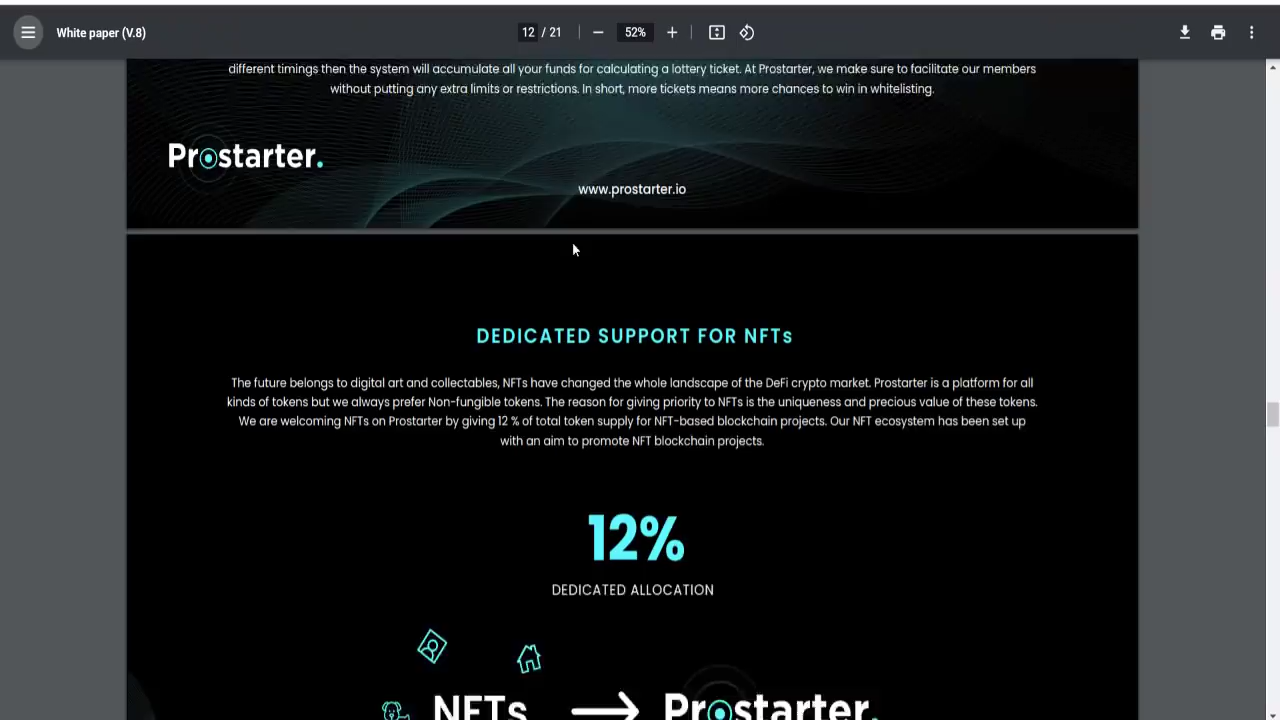 White paper (V.8)
12 / 21
52%
different timings then the system will accumulate all your funds for calculating a lottery ticket. At Prostarter, we make sure to facilitate our members
without putting any extra limits or restrictions. In short, more tickets means more chances to win in whitelisting.
Prostarter.
www.prostarter.io
DEDICATED SUPPORT FOR NFTs
The future belongs to digital art and collectables, NFTs have changed the whole landscape of the DeFi crypto market. Prostarter is a platform for all
kinds of tokens but we always prefer Non-fungible tokens. The reason for giving priority to NFTs is the uniqueness and precious value of these tokens.
We are welcoming NFTs on Prostarter by giving 12 % of total token supply for NFT-based blockchain projects. Our NFT ecosystem has been set up
with an aim to promote NFT blockchain projects.
12%
DEDICATED ALLOCATION
NFTs Prostarter.